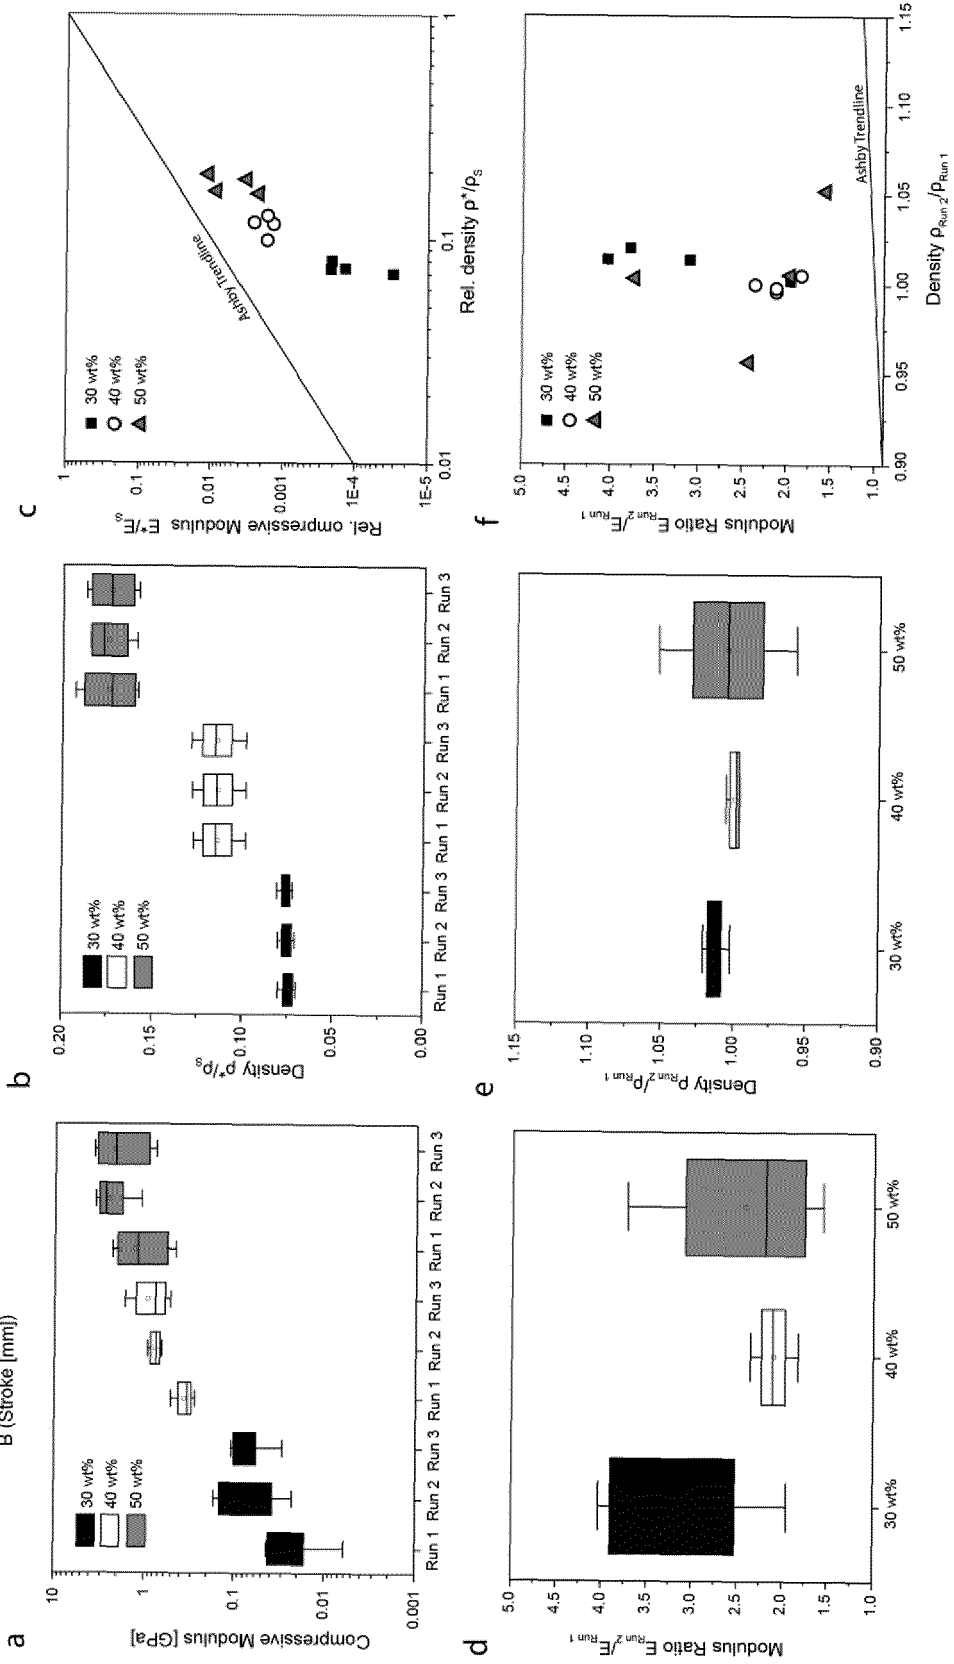 B (Stroke [mm])
a
Compressive Modulus [GPa]
10
1
0.1
0.01
0.001
30 wt%
40 wt%
50 wt%
Run 1 Run 2 Run 3 Run 1 Run 2 Run 3 Run 1 Run 2 Run 3
b
Density ρ*/ρS
0.20
0.15
0.10
0.05
0.00
30 wt%
40 wt%
50 wt%
Run 1 Run 2 Run 3 Run 1 Run 2 Run 3 Run 1 Run 2 Run 3
c
Rel. ompressive Modulus E*/ES
1
0.1
0.01
0.001
1E-4
1E-5
30 wt%
40 wt%
50 wt%
Ashby Trendline
0.01 0.1 1
Rel. density ρ*/ρS
d
Modulus Ratio ERun 2/ERun 1
5.0
4.0
3.5
3.0
2.5
2.0
1.5
1.0
30 wt% 40 wt% 50 wt%
e
Density ρRun 2/ρRun 1
1.15
1.10
1.05
1.00
0.95
0.90
30 wt% 40 wt% 50 wt%
f
Modulus Ratio ERun 2/ERun 1
5.0
4.0
3.5
3.0
2.5
2.0
1.0
30 wt%
40 wt%
50 wt%
Ashby Trendline
0.90 0.95 1.00 1.05 1.10 1.15
Density ρRun 2/ρRun 1